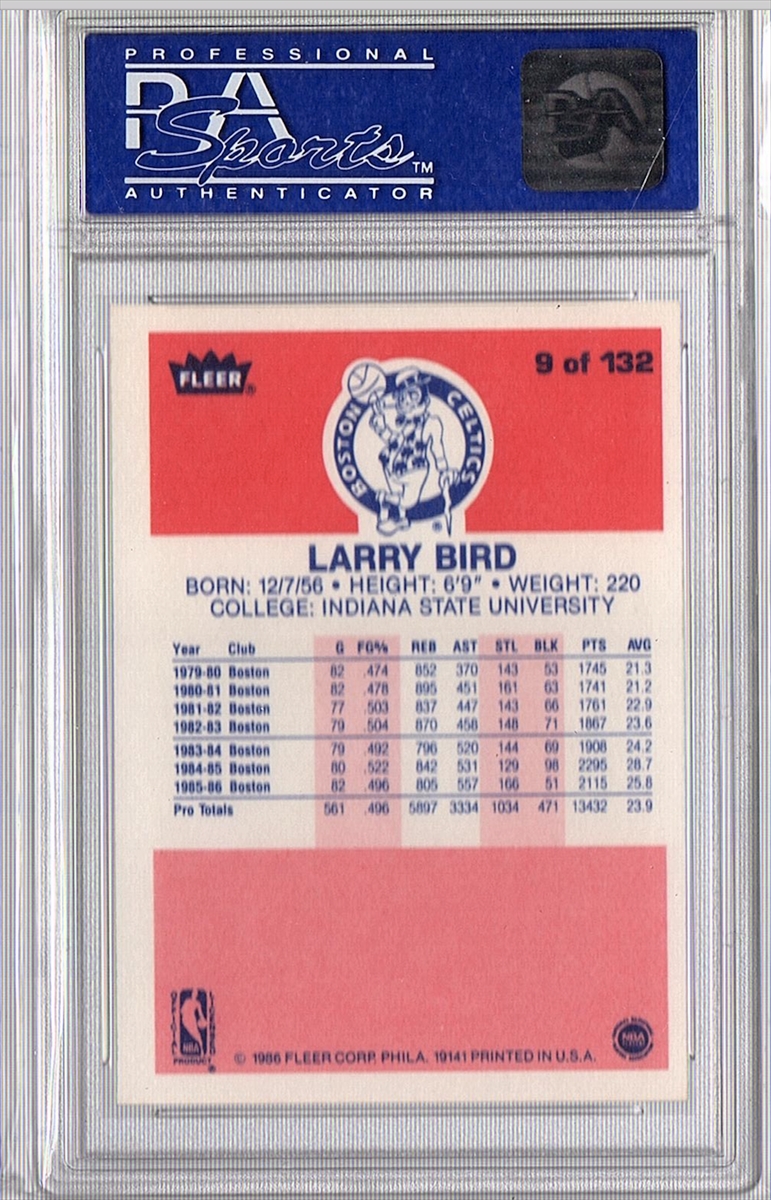 PROFESSIONAL
PSA
Sports™
AUTHENTICATOR
PSA
FLEER®
9 of 132
BOSTON CELTICS
®
LARRY BIRD
BORN: 12/7/56 • HEIGHT: 6'9" • WEIGHT: 220
COLLEGE: INDIANA STATE UNIVERSITY
Year Club G FG% REB AST STL BLK PTS AVG
1979-80 Boston 82 .474 852 370 143 53 1745 21.3
1980-81 Boston 82 .478 895 451 161 63 1741 21.2
1981-82 Boston 77 .503 837 447 143 66 1761 22.9
1982-83 Boston 79 .504 870 458 148 71 1867 23.6
1983-84 Boston 79 .492 796 520 144 69 1908 24.2
1984-85 Boston 80 .522 842 531 129 98 2295 28.7
1985-86 Boston 82 .496 805 557 166 51 2115 25.8
Pro Totals 561 .496 5897 3334 1034 471 13432 23.9
NBA
PRODUCT
®
© 1986 FLEER CORP. PHILA. 19141 PRINTED IN U.S.A.
NBA